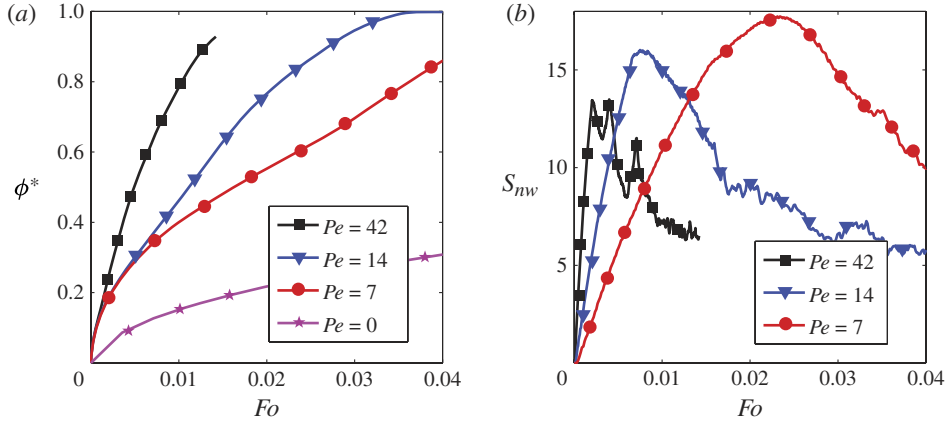 (a)
1.0
0.8
0.6
0.4
0.2
ϕ*
0
0.01
0.02
0.03
0.04
Fo
Pe = 42
Pe = 14
Pe = 7
Pe = 0
(b)
15
10
5
S_nw
0
0.01
0.02
0.03
0.04
Fo
Pe = 42
Pe = 14
Pe = 7